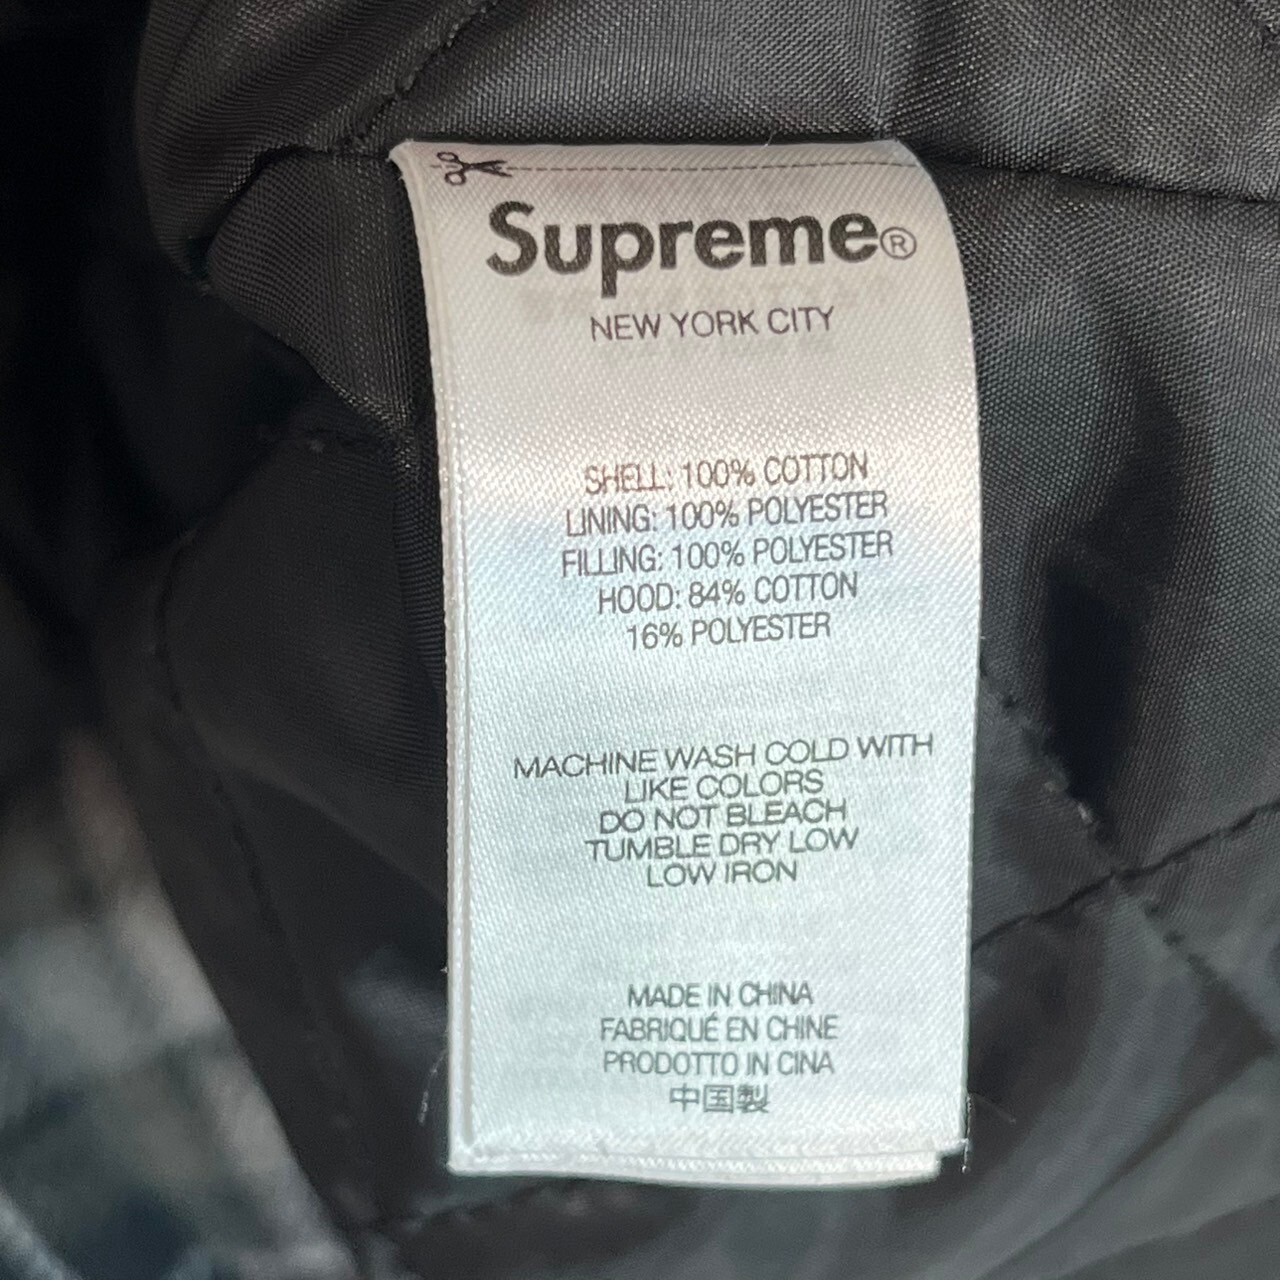 Supreme®
NEW YORK CITY
SHELL: 100% COTTON
LINING: 100% POLYESTER
FILLING: 100% POLYESTER
HOOD: 84% COTTON
16% POLYESTER
MACHINE WASH COLD WITH
LIKE COLORS
DO NOT BLEACH
TUMBLE DRY LOW
LOW IRON
MADE IN CHINA
FABRIQUÉ EN CHINE
PRODOTTO IN CINA
中国製